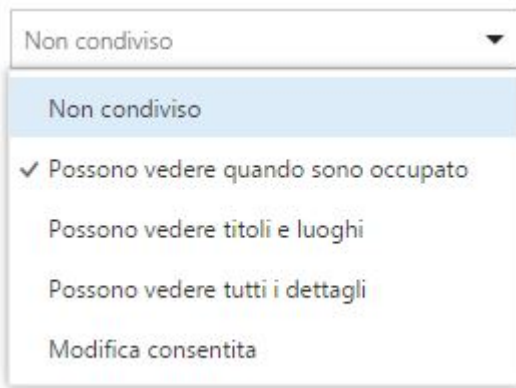 Non condiviso
Non condiviso
Possono vedere quando sono occupato
Possono vedere titoli e luoghi
Possono vedere tutti i dettagli
Modifica consentita